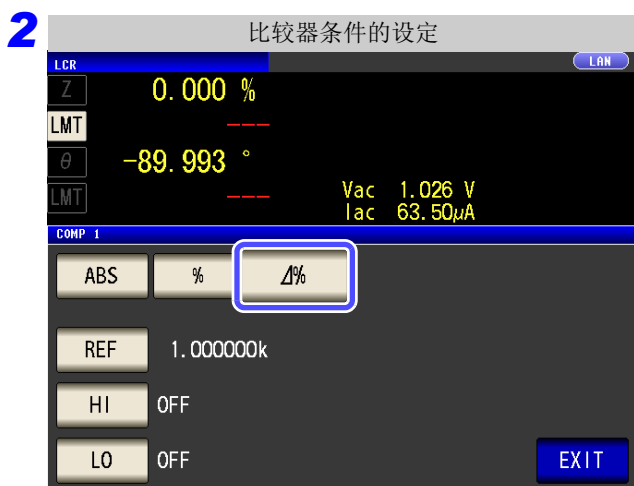 2
比较器条件的设定
LCR
LAN
Z 0.000 %
LMT ---
θ -89.993 °
LMT ---
Vac 1.026 V
Iac 63.50μA
COMP 1
ABS % Δ%
REF 1.000000k
HI OFF
LO OFF
EXIT